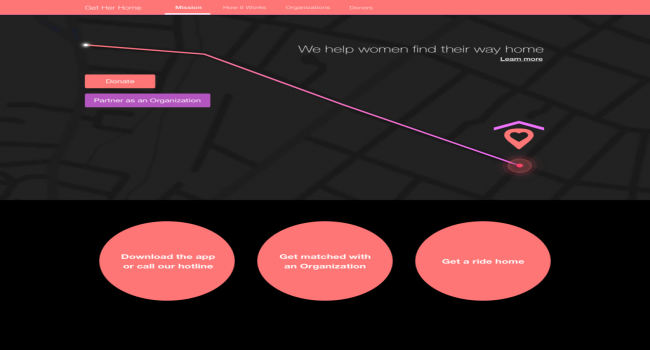 Get Her Home
Mission
How it Works
Organizations
Donors
We help women find their way home
Learn more
Donate
Partner as an Organization
Download the app
or call our hotline
Get matched with
an Organization
Get a ride home